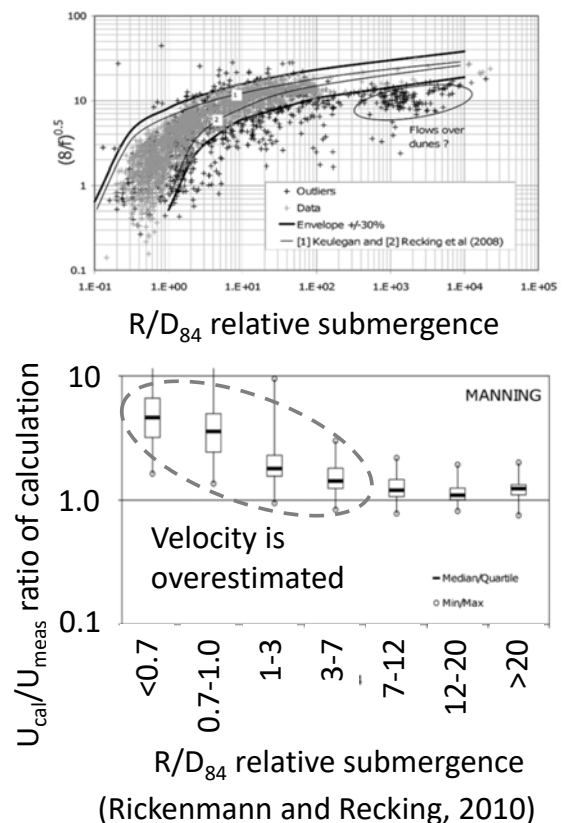 100
10
1
0.1
(8/f)^0.5
1
2
Flows over
dunes ?
+ Outliers
+ Data
Envelope +/-30%
[1] Keulegan and [2] Recking et al (2008)
1.E-01 1.E+00 1.E+01 1.E+02 1.E+03 1.E+04 1.E+05
R/D84 relative submergence
Ucal/Umeas ratio of calculation
10
1.0
0.1
MANNING
Velocity is
overestimated
Median/Quartile
Min/Max
<0.7 0.7-1.0 1-3 3-7 7-12 12-20 >20
R/D84 relative submergence
(Rickenmann and Recking, 2010)